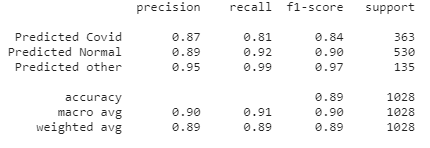 precision recall f1-score support
Predicted Covid 0.87 0.81 0.84 363
Predicted Normal 0.89 0.92 0.90 530
Predicted other 0.95 0.99 0.97 135
accuracy 0.89 1028
macro avg 0.90 0.91 0.90 1028
weighted avg 0.89 0.89 0.89 1028